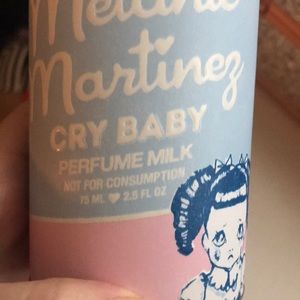 Melanie
Martinez
CRY BABY
PERFUME MILK
NOT FOR CONSUMPTION
75 ML ♥ 2.5 FL OZ